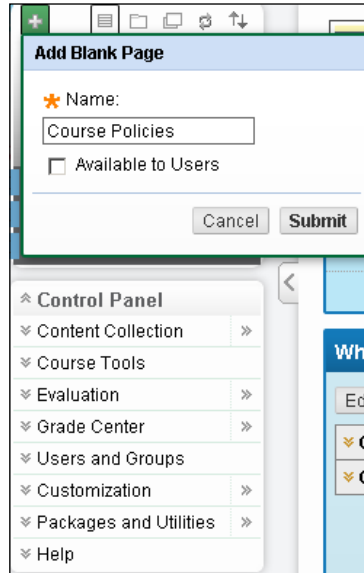 Add Blank Page
Name:
Course Policies
Available to Users
Cancel Submit
Control Panel
Content Collection
Course Tools
Evaluation
Grade Center
Users and Groups
Customization
Packages and Utilities
Help
Wh
Ed